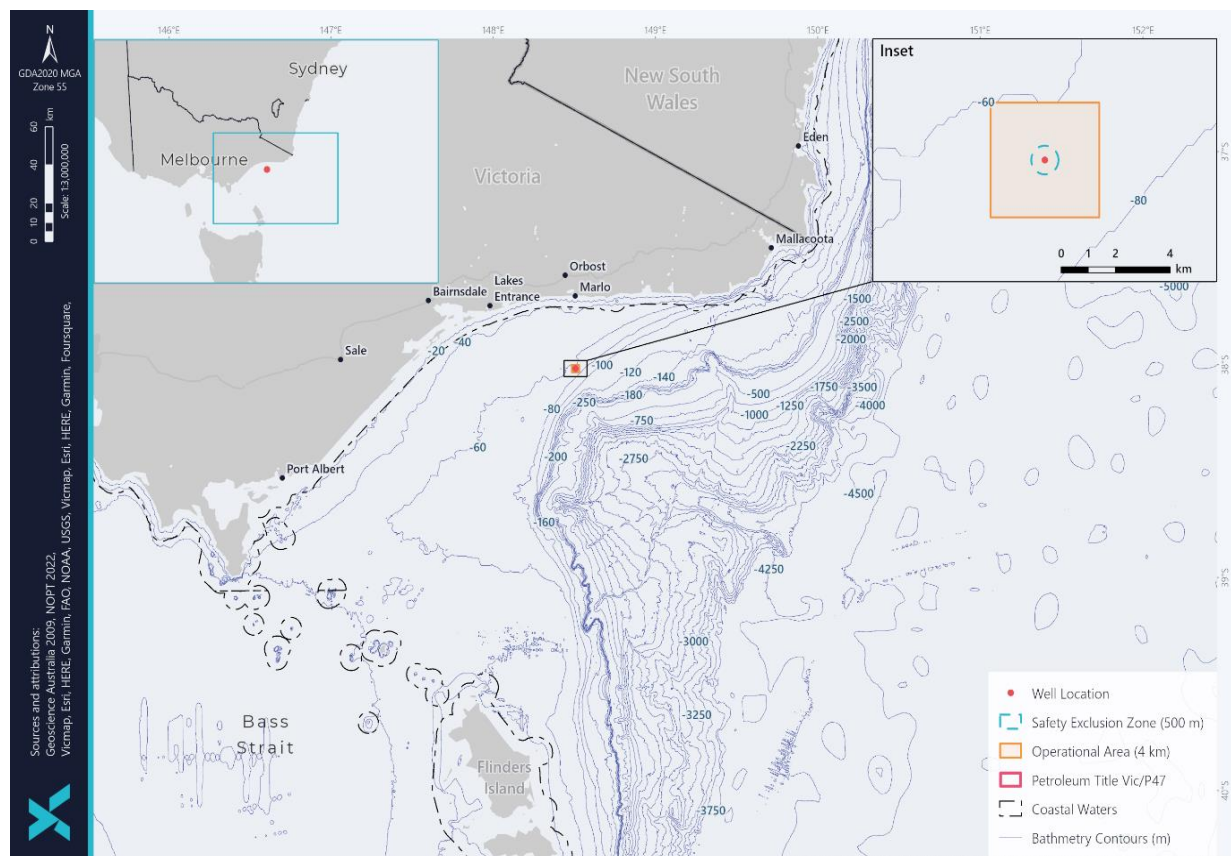 N
GDA2020 MGA
Zone 55
0 10 20 40 60
km
Scale: 1:3,000,000
Sources and attributions:
Geoscience Australia 2009, NOPT 2022,
Vicmap, Esri, HERE, Garmin, FAO, NOAA, USGS, Vicmap, Esri, HERE, Garmin, Foursquare,
146°E 147°E 148°E 149°E 150°E 151°E 152°E
37°S
38°S
39°S
40°S
Sydney
Melbourne
New South
Wales
Victoria
Eden
Mallacoota
Orbost
Marlo
Lakes
Entrance
Bairnsdale
Sale
Port Albert
Bass
Strait
Flinders
Island
-20
-40
-100
-120
-140
-180
-250
-80
-60
-750
-200
-2750
-160
-500
-1000
-1250
-1750
-1500
-2500
-2000
-3500
-4000
-2250
-4500
-4250
-3000
-3250
-3750
-5000
Inset
-60
-80
0 1 2 4
km
Well Location
Safety Exclusion Zone (500 m)
Operational Area (4 km)
Petroleum Title Vic/P47
Coastal Waters
Bathmetry Contours (m)